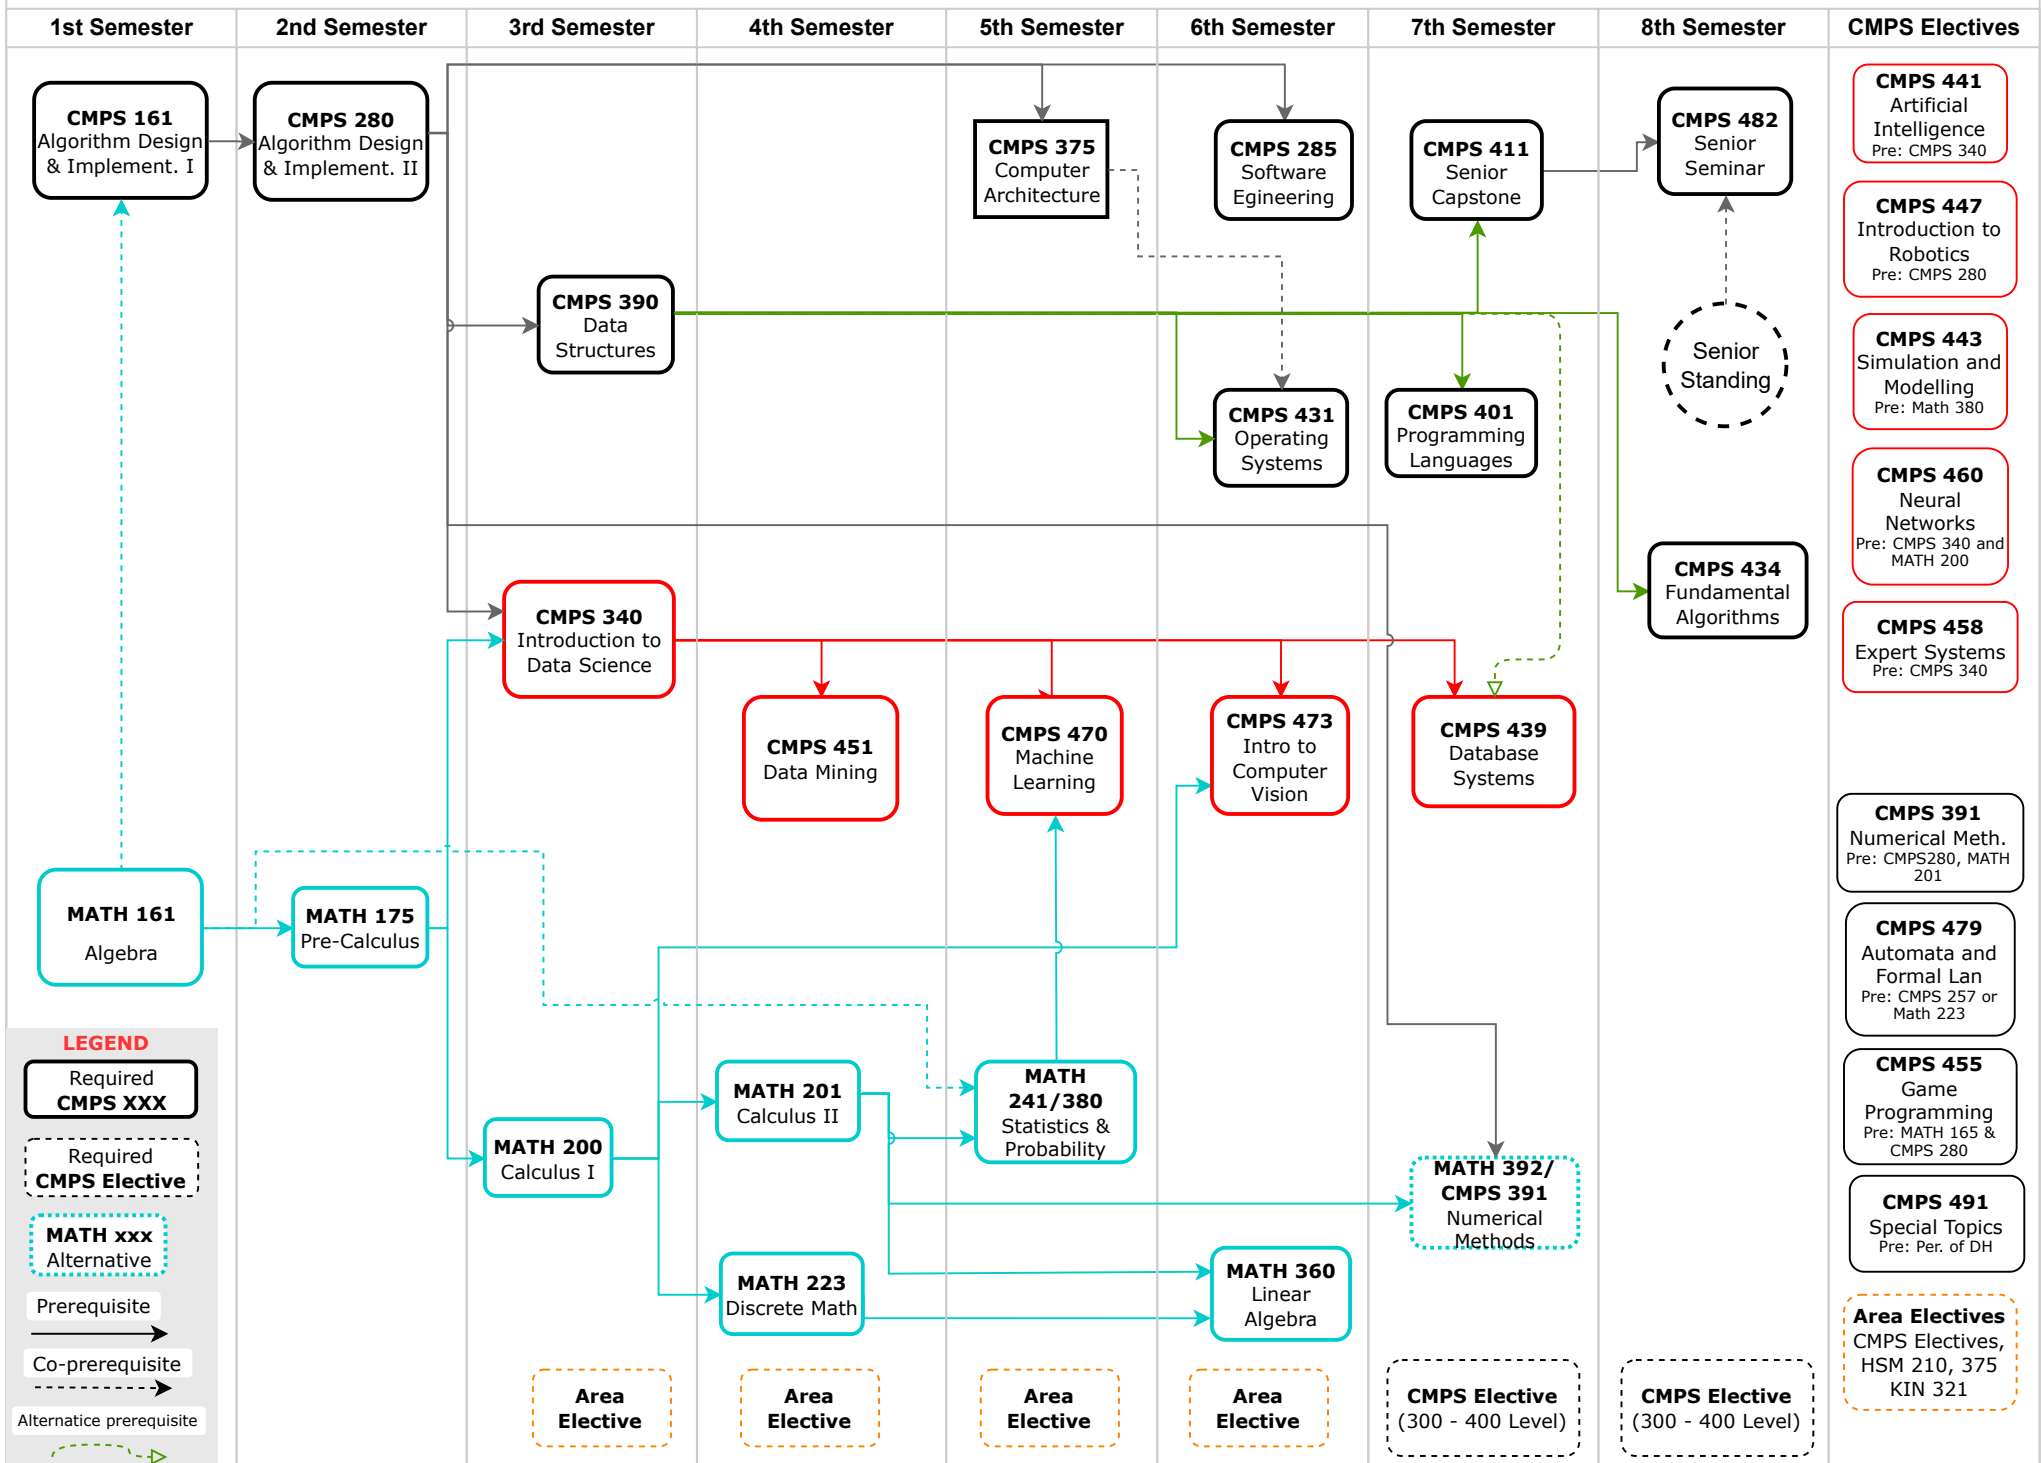 1st Semester
2nd Semester
3rd Semester
4th Semester
5th Semester
6th Semester
7th Semester
8th Semester
CMPS Electives
CMPS 161
Algorithm Design
& Implement. I
CMPS 280
Algorithm Design
& Implement. II
CMPS 375
Computer
Architecture
CMPS 285
Software
Egineering
CMPS 411
Senior
Capstone
CMPS 482
Senior
Seminar
CMPS 390
Data
Structures
Senior
Standing
CMPS 431
Operating
Systems
CMPS 401
Programming
Languages
CMPS 434
Fundamental
Algorithms
CMPS 340
Introduction to
Data Science
CMPS 451
Data Mining
CMPS 470
Machine
Learning
CMPS 473
Intro to
Computer
Vision
CMPS 439
Database
Systems
MATH 161
Algebra
MATH 175
Pre-Calculus
MATH 200
Calculus I
MATH 201
Calculus II
MATH
241/380
Statistics &
Probability
MATH 392/
CMPS 391
Numerical
Methods
MATH 223
Discrete Math
MATH 360
Linear
Algebra
Area
Elective
Area
Elective
Area
Elective
Area
Elective
CMPS Elective
(300 - 400 Level)
CMPS Elective
(300 - 400 Level)
CMPS 441
Artificial
Intelligence
Pre: CMPS 340
CMPS 447
Introduction to
Robotics
Pre: CMPS 280
CMPS 443
Simulation and
Modelling
Pre: Math 380
CMPS 460
Neural
Networks
Pre: CMPS 340 and
MATH 200
CMPS 458
Expert Systems
Pre: CMPS 340
CMPS 391
Numerical Meth.
Pre: CMPS280, MATH
201
CMPS 479
Automata and
Formal Lan
Pre: CMPS 257 or
Math 223
CMPS 455
Game
Programming
Pre: MATH 165 &
CMPS 280
CMPS 491
Special Topics
Pre: Per. of DH
Area Electives
CMPS Electives,
HSM 210, 375
KIN 321
LEGEND
Required
CMPS XXX
Required
CMPS Elective
MATH xxx
Alternative
Prerequisite
Co-prerequisite
Alternatice prerequisite